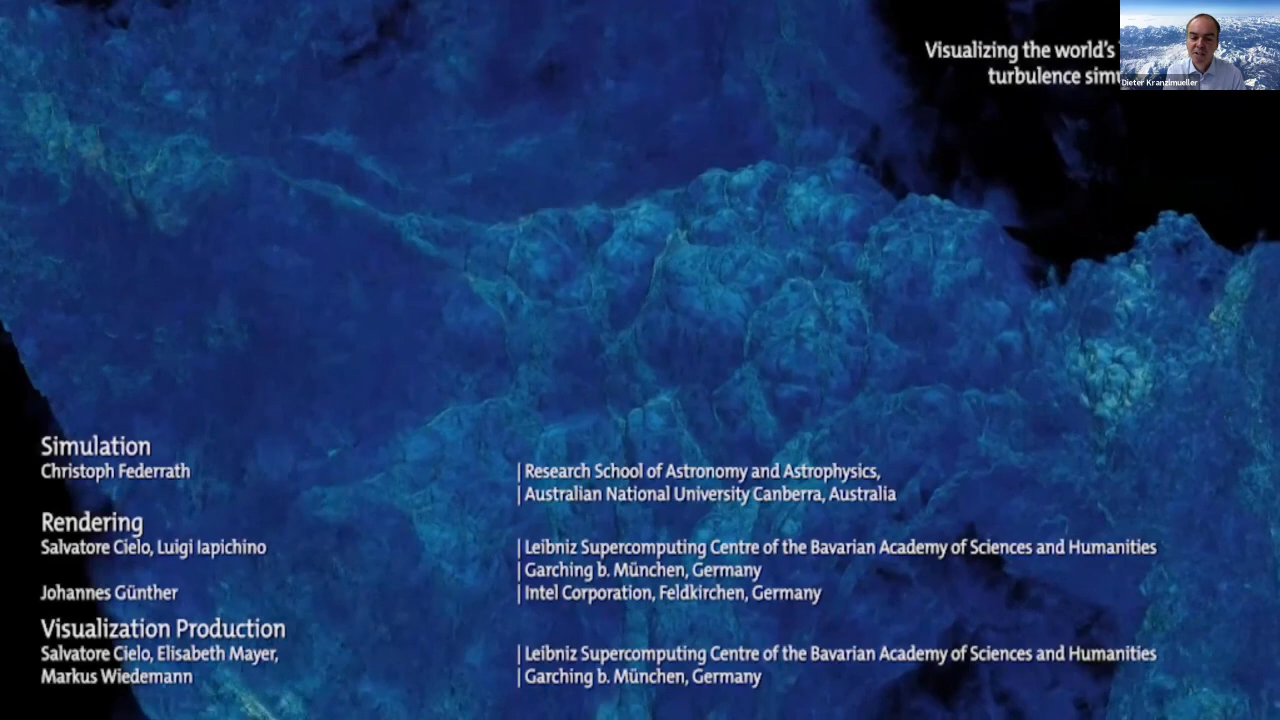 Visualizing the world's
turbulence
Dieter Kranzlmueller
Simulation
Christoph Federrath
| Research School of Astronomy and Astrophysics,
| Australian National University Canberra, Australia
Rendering
Salvatore Cielo, Luigi Iapichino
| Leibniz Supercomputing Centre of the Bavarian Academy of Sciences and Humanities
| Garching b. München, Germany
Johannes Günther
| Intel Corporation, Feldkirchen, Germany
Visualization Production
Salvatore Cielo, Elisabeth Mayer,
| Leibniz Supercomputing Centre of the Bavarian Academy of Sciences and Humanities
Markus Wiedemann
| Garching b. München, Germany